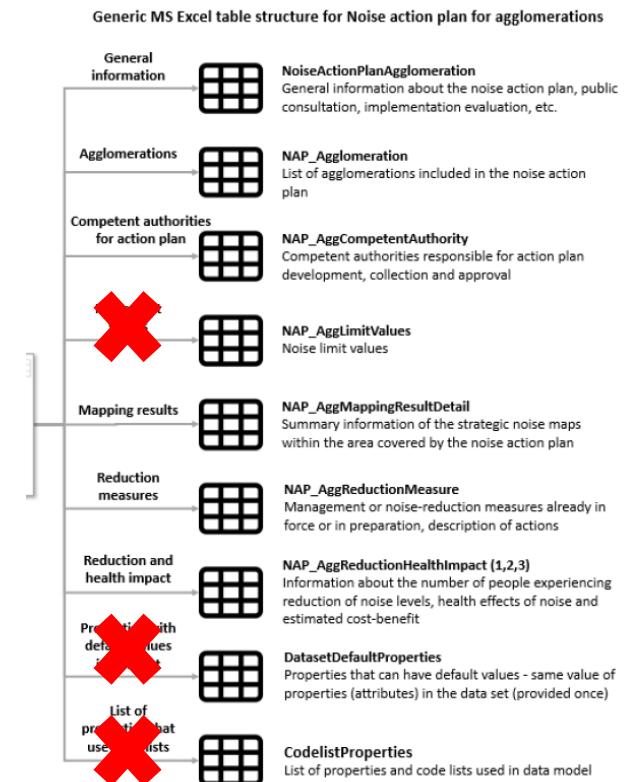 Generic MS Excel table structure for Noise action plan for agglomerations
General
information
NoiseActionPlanAgglomeration
General information about the noise action plan, public
consultation, implementation evaluation, etc.
Agglomerations
NAP_Agglomeration
List of agglomerations included in the noise action
plan
Competent authorities
for action plan
NAP_AggCompetentAuthority
Competent authorities responsible for action plan
development, collection and approval
NAP_AggLimitValues
Noise limit values
Mapping results
NAP_AggMappingResultDetail
Summary information of the strategic noise maps
within the area covered by the noise action plan
Reduction
measures
NAP_AggReductionMeasure
Management or noise-reduction measures already in
force or in preparation, description of actions
Reduction and
health impact
NAP_AggReductionHealthImpact (1,2,3)
Information about the number of people experiencing
reduction of noise levels, health effects of noise and
estimated cost-benefit
DatasetDefaultProperties
Properties that can have default values - same value of
properties (attributes) in the data set (provided once)
List of
CodelistProperties
List of properties and code lists used in data model